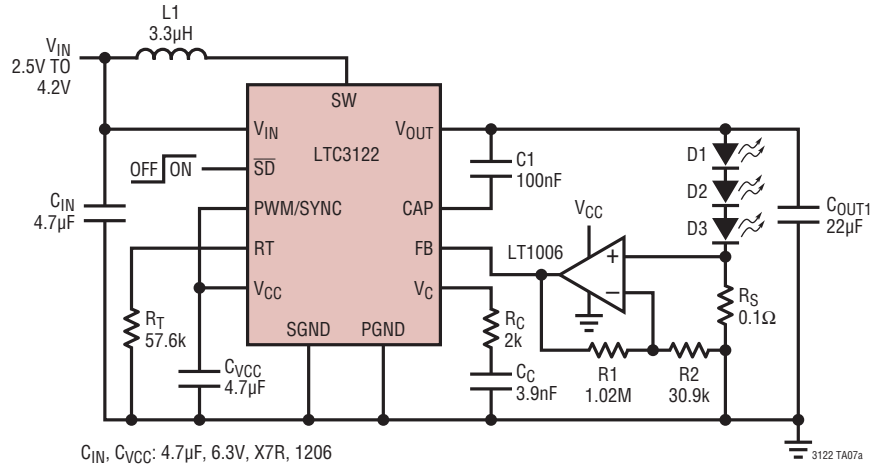 L1
3.3µH
VIN
2.5V TO
4.2V
SW
VIN
VOUT
LTC3122
OFF ON
SD
C1
100nF
D1
D2
D3
CIN
4.7µF
PWM/SYNC
CAP
VCC
COUT1
22µF
RT
FB
LT1006
+
–
VCC
VC
RT
57.6k
RC
2k
RS
0.1Ω
SGND
PGND
CVCC
4.7µF
CC
3.9nF
R1
1.02M
R2
30.9k
CIN, CVCC: 4.7µF, 6.3V, X7R, 1206
3122 TA07a